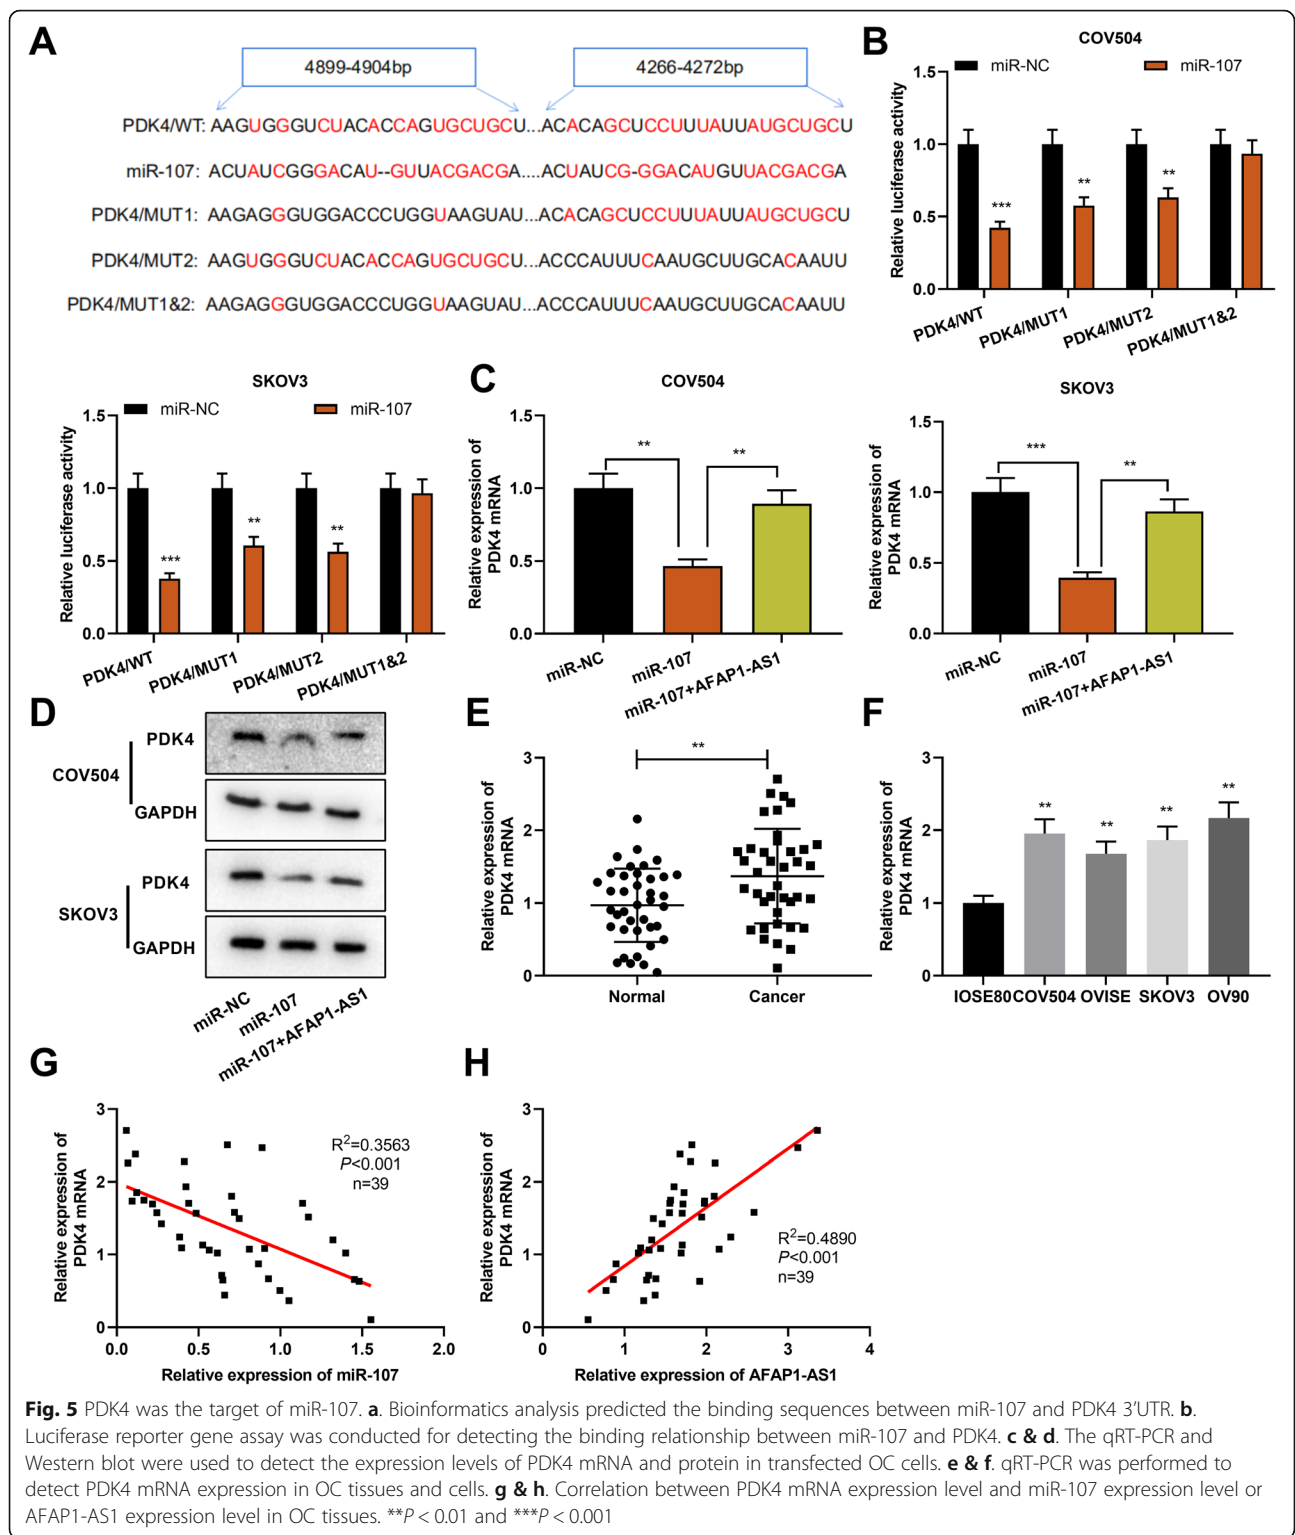 A
4899-4904bp
4266-4272bp
PDK4/WT: AAGUGGGUCUACACCAGUGCUGCU...ACACAGCUCCUUUAUUAUGCUGCU
miR-107: ACUAUCGGGACAU--GUUACGACGA....ACUAUCG-GGACAUGUUACGACGA
PDK4/MUT1: AAGAGGGUGGACCCUGGUAAGUAU...ACACAGCUCCUUUAUUAUGCUGCU
PDK4/MUT2: AAGUGGGUCUACACCAGUGCUGCU...ACCCAUUUCAAUGCUUGCACAAUU
PDK4/MUT1&2: AAGAGGGUGGACCCUGGUAAGUAU...ACCCAUUUCAAUGCUUGCACAAUU
B
COV504
miR-NC miR-107
Relative luciferase activity
1.5
1.0
0.5
0.0
*** ** **
PDK4/WT PDK4/MUT1 PDK4/MUT2 PDK4/MUT1&2
SKOV3
miR-NC miR-107
Relative luciferase activity
1.5
1.0
0.5
0.0
*** ** **
PDK4/WT PDK4/MUT1 PDK4/MUT2 PDK4/MUT1&2
C
COV504
Relative expression of
PDK4 mRNA
1.5
1.0
0.5
0.0
** **
miR-NC miR-107 miR-107+AFAP1-AS1
SKOV3
Relative expression of
PDK4 mRNA
1.5
1.0
0.5
0.0
*** **
miR-NC miR-107 miR-107+AFAP1-AS1
D
COV504
PDK4
GAPDH
SKOV3
PDK4
GAPDH
miR-NC miR-107 miR-107+AFAP1-AS1
E
Relative expression of
PDK4 mRNA
3
2
1
0
**
Normal Cancer
F
Relative expression of
PDK4 mRNA
3
2
1
0
** ** ** **
IOSE80 COV504 OVISE SKOV3 OV90
G
Relative expression of
PDK4 mRNA
3
2
1
0
R²=0.3563
P<0.001
n=39
0.0 0.5 1.0 1.5 2.0
Relative expression of miR-107
H
Relative expression of
PDK4 mRNA
3
2
1
0
R²=0.4890
P<0.001
n=39
0 1 2 3 4
Relative expression of AFAP1-AS1
Fig. 5 PDK4 was the target of miR-107. a. Bioinformatics analysis predicted the binding sequences between miR-107 and PDK4 3′UTR. b.
Luciferase reporter gene assay was conducted for detecting the binding relationship between miR-107 and PDK4. c & d. The qRT-PCR and
Western blot were used to detect the expression levels of PDK4 mRNA and protein in transfected OC cells. e & f. qRT-PCR was performed to
detect PDK4 mRNA expression in OC tissues and cells. g & h. Correlation between PDK4 mRNA expression level and miR-107 expression level or
AFAP1-AS1 expression level in OC tissues. **P < 0.01 and ***P < 0.001